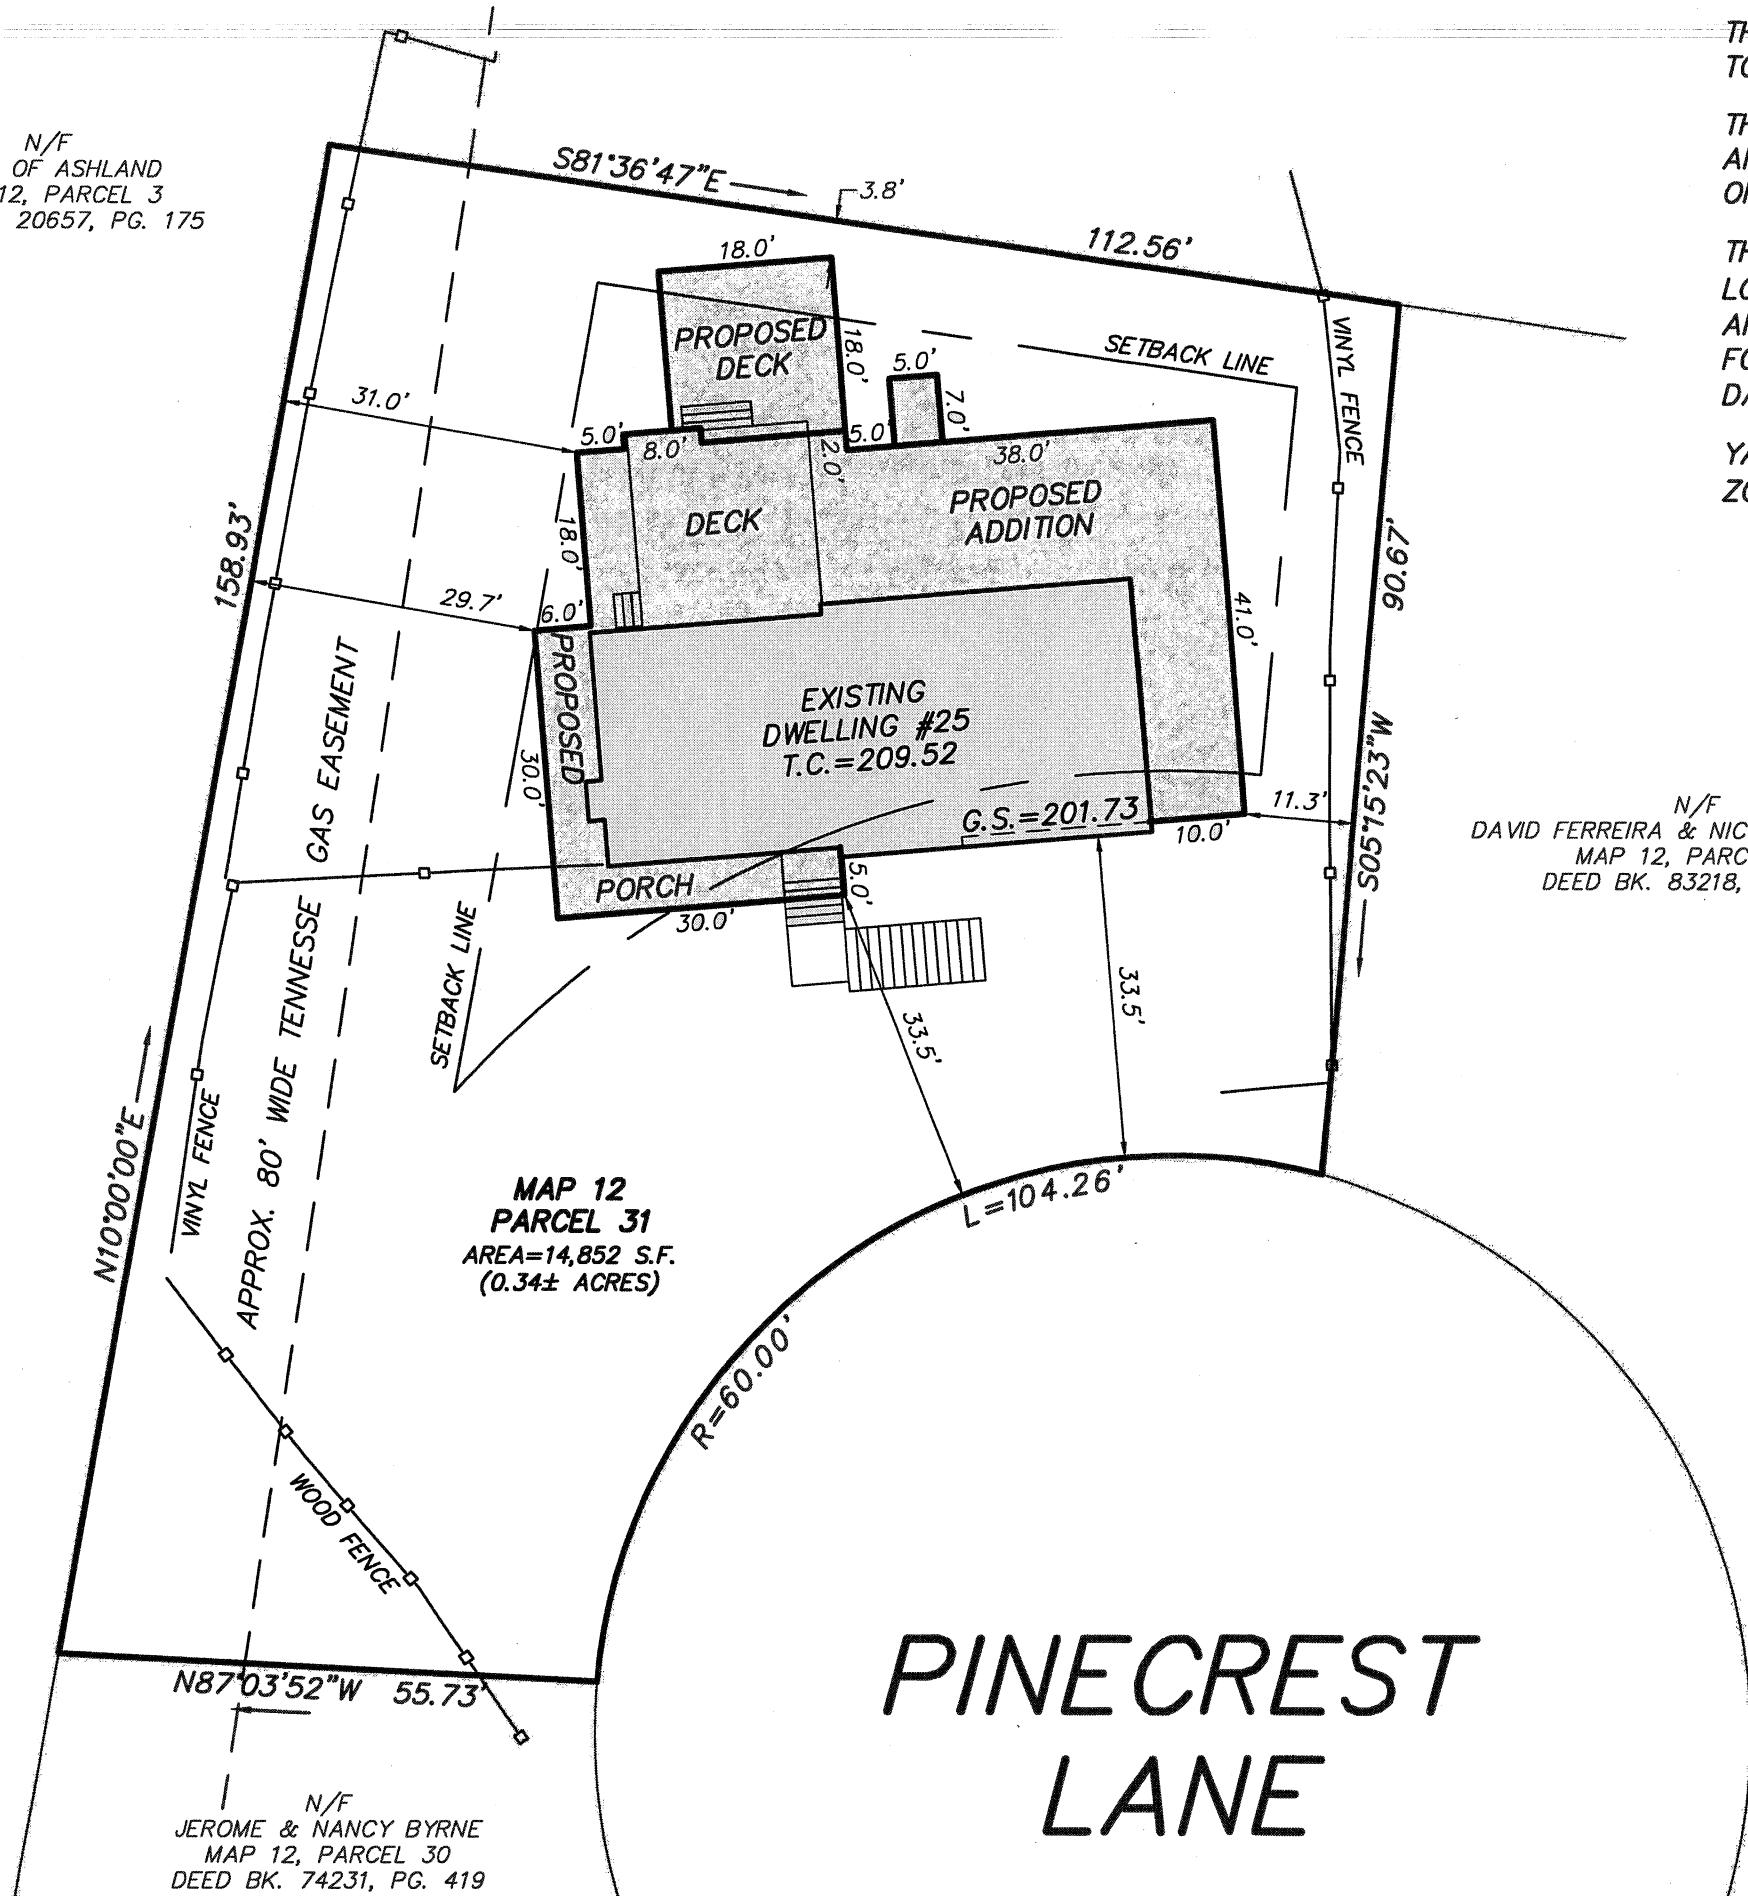 N/F
OF ASHLAND
12, PARCEL 3
20657, PG. 175
S81°36'47"E
3.8'
112.56'
18.0'
PROPOSED
DECK
18.0'
5.0'
7.0'
SETBACK LINE
VINYL FENCE
31.0'
5.0'
8.0'
2.0'
5.0'
38.0'
DECK
PROPOSED
ADDITION
18.0'
158.93'
29.7'
6.0'
41.0'
90.67'
PROPOSED
30.0'
EXISTING
DWELLING #25
T.C.=209.52
G.S.=201.73
10.0'
11.3'
S05°15'23"W
N/F
DAVID FERREIRA & NIC
MAP 12, PARC
DEED BK. 83218,
PORCH
30.0'
5.0'
33.5'
33.5'
SETBACK LINE
APPROX. 80' WIDE TENNESSE GAS EASEMENT
N10°00'00"E
VINYL FENCE
MAP 12
PARCEL 31
AREA=14,852 S.F.
(0.34± ACRES)
L=104.26'
R=60.00'
WOOD FENCE
N87°03'52"W 55.73'
PINECREST
LANE
N/F
JEROME & NANCY BYRNE
MAP 12, PARCEL 30
DEED BK. 74231, PG. 419